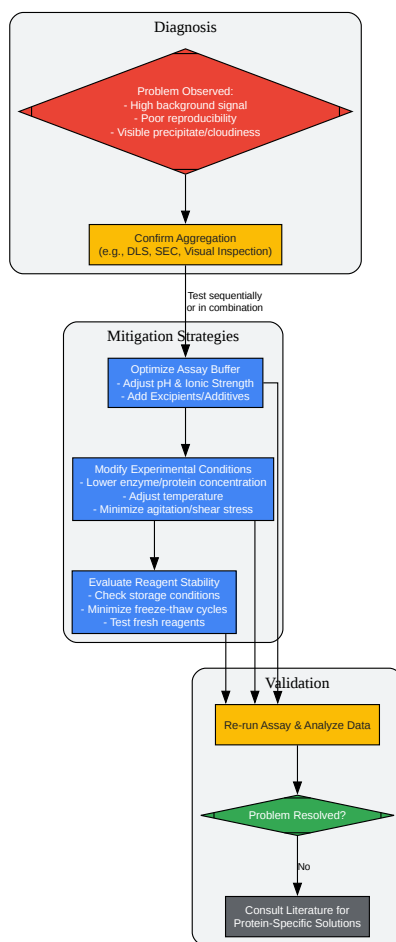 Diagnosis
Problem Observed:
- High background signal
- Poor reproducibility
- Visible precipitate/cloudiness
Confirm Aggregation
(e.g., DLS, SEC, Visual Inspection)
Test sequentially
or in combination
Mitigation Strategies
Optimize Assay Buffer
- Adjust pH & Ionic Strength
- Add Excipients/Additives
Modify Experimental Conditions
- Lower enzyme/protein concentration
- Adjust temperature
- Minimize agitation/shear stress
Evaluate Reagent Stability
- Check storage conditions
- Minimize freeze-thaw cycles
- Test fresh reagents
Validation
Re-run Assay & Analyze Data
Problem Resolved?
No
Consult Literature for
Protein-Specific Solutions